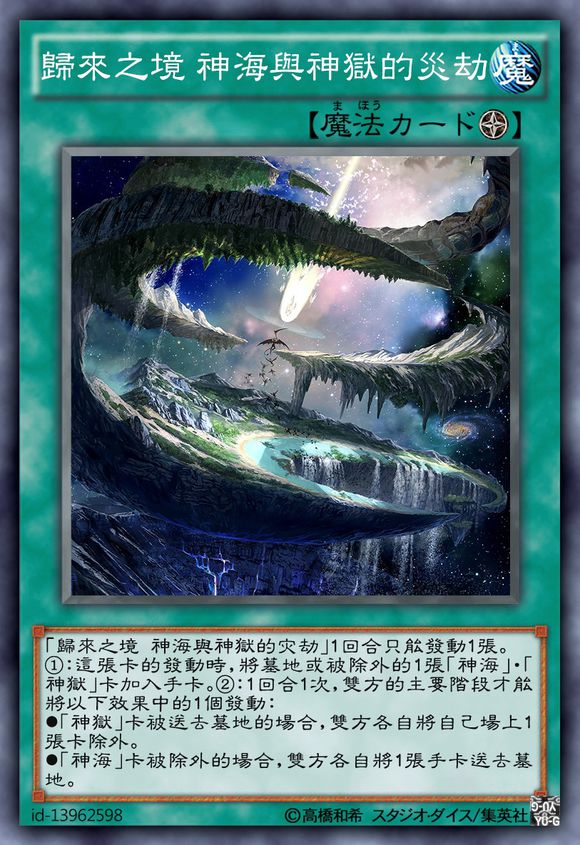 歸來之境 神海與神獄的災劫
魔
ま
ま ほう
【魔法カード】
「歸來之境 神海與神獄的灾劫」1回合只能發動1張。
①:這張卡的發動時,將墓地或被除外的1張「神海」・「
神獄」卡加入手卡。②:1回合1次,雙方的主要階段才能
將以下效果中的1個發動:
●「神獄」卡被送去墓地的場合,雙方各自將自己場上1
張卡除外。
●「神海」卡被除外的場合,雙方各自將1張手卡送去墓
地。
id-13962598
©高橋和希 スタジオ・ダイス/集英社
YU-G